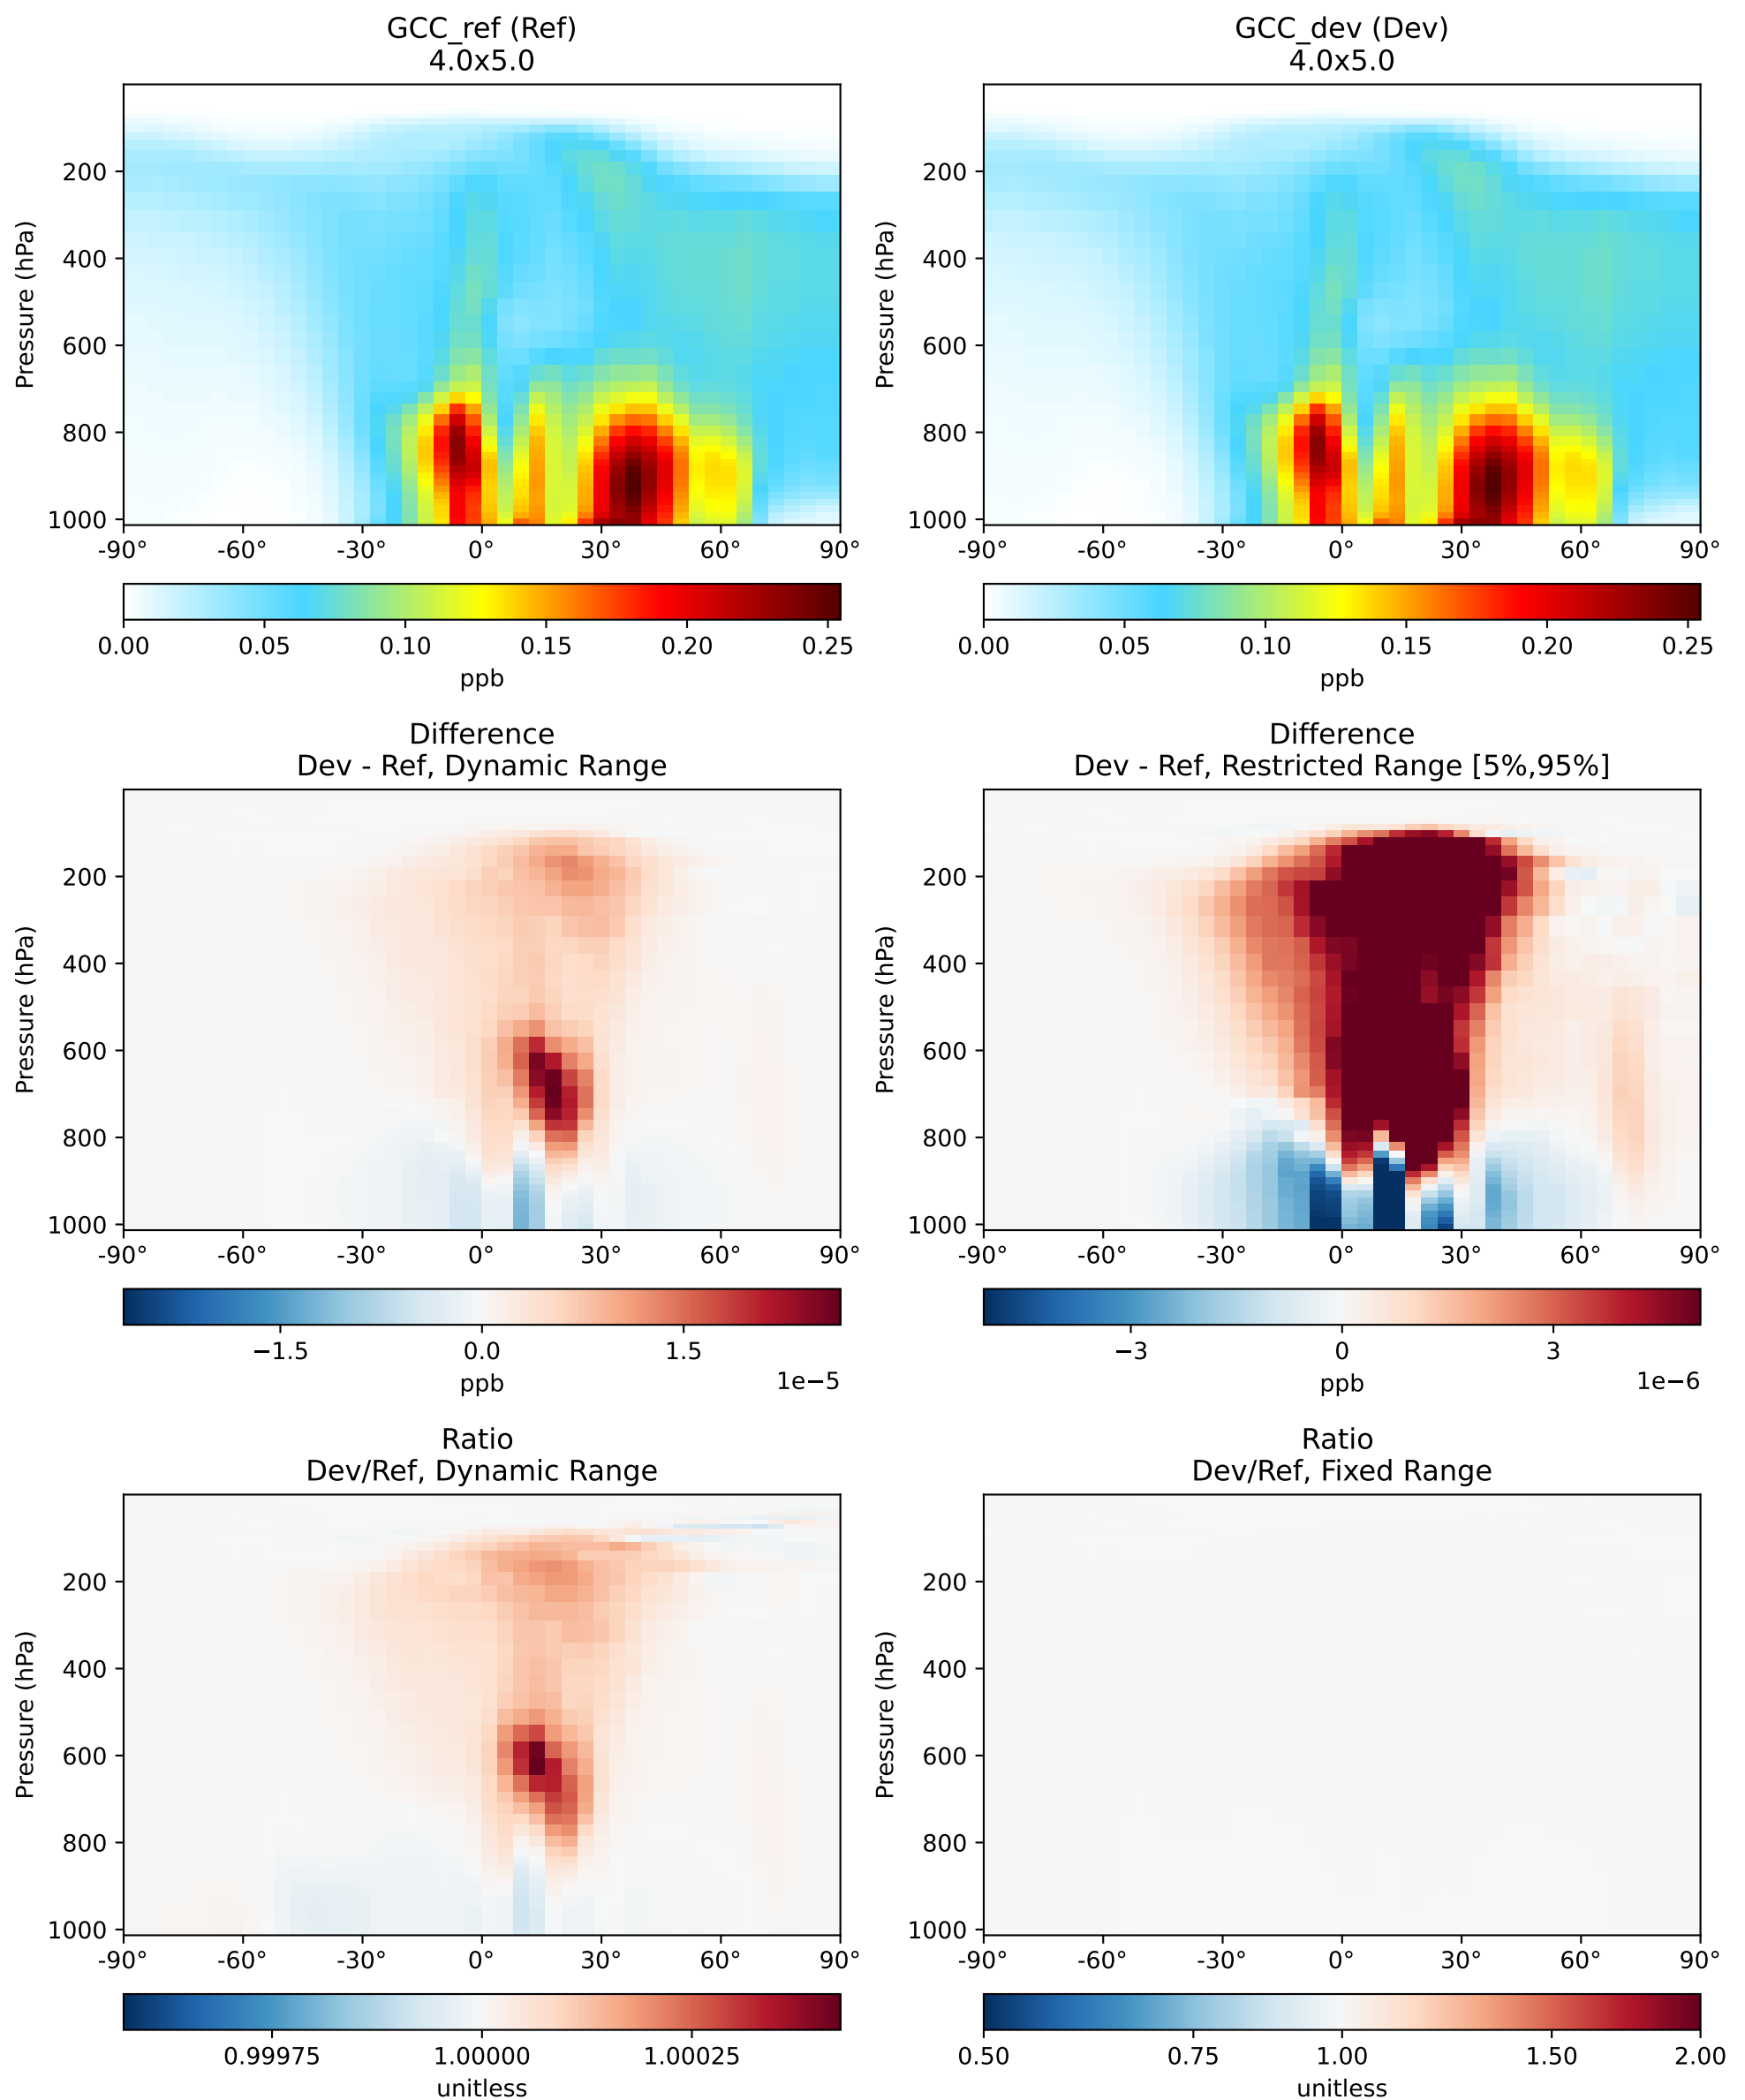 GCC_ref (Ref)
4.0x5.0
Pressure (hPa)
200
400
600
800
1000
-90° -60° -30° 0° 30° 60° 90°
0.00 0.05 0.10 0.15 0.20 0.25
ppb
GCC_dev (Dev)
4.0x5.0
Pressure (hPa)
200
400
600
800
1000
-90° -60° -30° 0° 30° 60° 90°
0.00 0.05 0.10 0.15 0.20 0.25
ppb
Difference
Dev - Ref, Dynamic Range
Pressure (hPa)
200
400
600
800
1000
-90° -60° -30° 0° 30° 60° 90°
−1.5 0.0 1.5
ppb
1e−5
Difference
Dev - Ref, Restricted Range [5%,95%]
Pressure (hPa)
200
400
600
800
1000
-90° -60° -30° 0° 30° 60° 90°
−3 0 3
ppb
1e−6
Ratio
Dev/Ref, Dynamic Range
Pressure (hPa)
200
400
600
800
1000
-90° -60° -30° 0° 30° 60° 90°
0.99975 1.00000 1.00025
unitless
Ratio
Dev/Ref, Fixed Range
Pressure (hPa)
200
400
600
800
1000
-90° -60° -30° 0° 30° 60° 90°
0.50 0.75 1.00 1.50 2.00
unitless